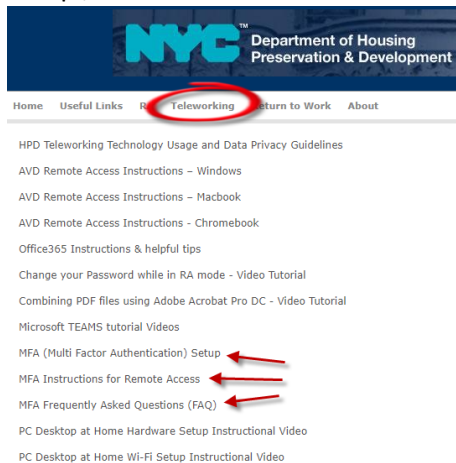 NYC™
Department of Housing
Preservation & Development
Home Useful Links Teleworking Return to Work About
HPD Teleworking Technology Usage and Data Privacy Guidelines
AVD Remote Access Instructions – Windows
AVD Remote Access Instructions – Macbook
AVD Remote Access Instructions - Chromebook
Office365 Instructions & helpful tips
Change your Password while in RA mode - Video Tutorial
Combining PDF files using Adobe Acrobat Pro DC - Video Tutorial
Microsoft TEAMS tutorial Videos
MFA (Multi Factor Authentication) Setup
MFA Instructions for Remote Access
MFA Frequently Asked Questions (FAQ)
PC Desktop at Home Hardware Setup Instructional Video
PC Desktop at Home Wi-Fi Setup Instructional Video